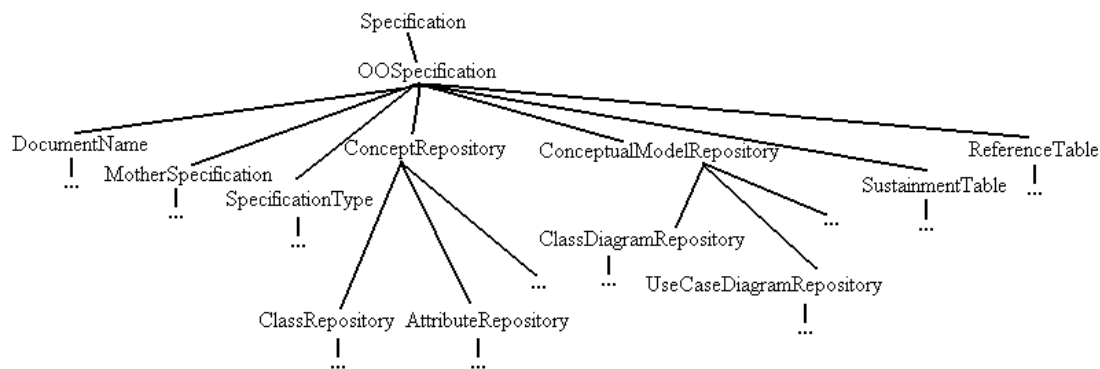 Specification
OOSpecification
DocumentName
...
MotherSpecification
...
SpecificationType
...
ConceptRepository
ClassRepository
...
AttributeRepository
...
...
ConceptualModelRepository
ClassDiagramRepository
...
UseCaseDiagramRepository
...
...
SustainmentTable
...
ReferenceTable
...